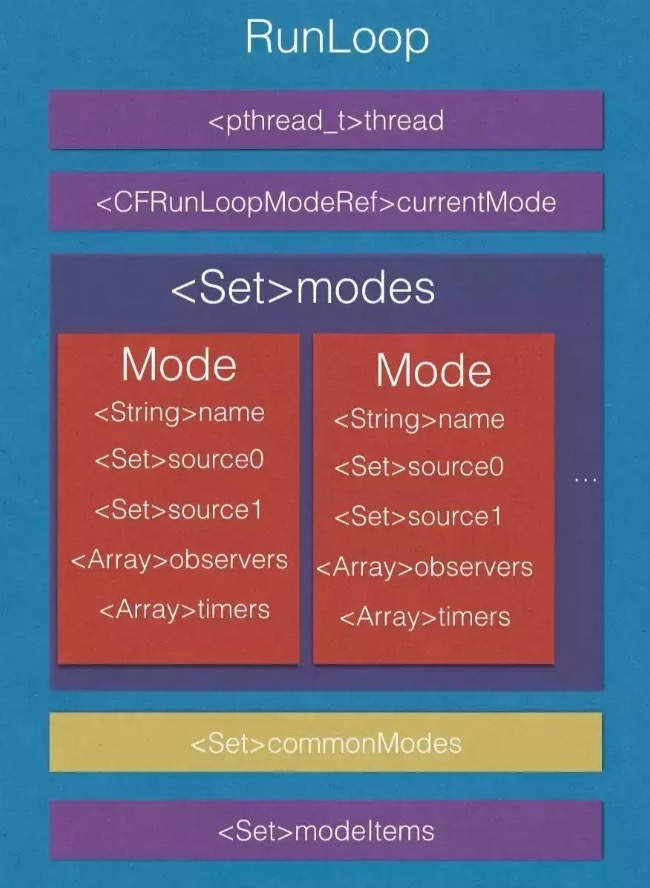 RunLoop
<pthread_t>thread
<CFRunLoopModeRef>currentMode
<Set>modes
Mode
<String>name
<Set>source0
<Set>source1
<Array>observers
<Array>timers
Mode
<String>name
<Set>source0
<Set>source1
<Array>observers
<Array>timers
...
<Set>commonModes
<Set>modeItems